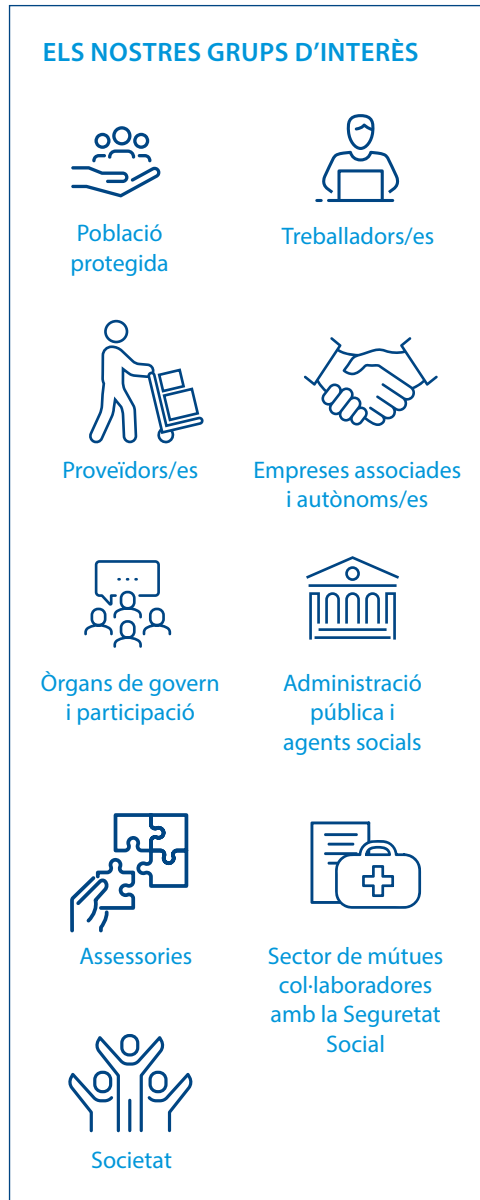 ELS NOSTRES GRUPS D’INTERÈS
Població
protegida
Treballadors/es
Proveïdors/es
Empreses associades
i autònoms/es
Òrgans de govern
i participació
Administració
pública i
agents socials
Assessories
Sector de mútues
col·laboradores
amb la Seguretat
Social
Societat